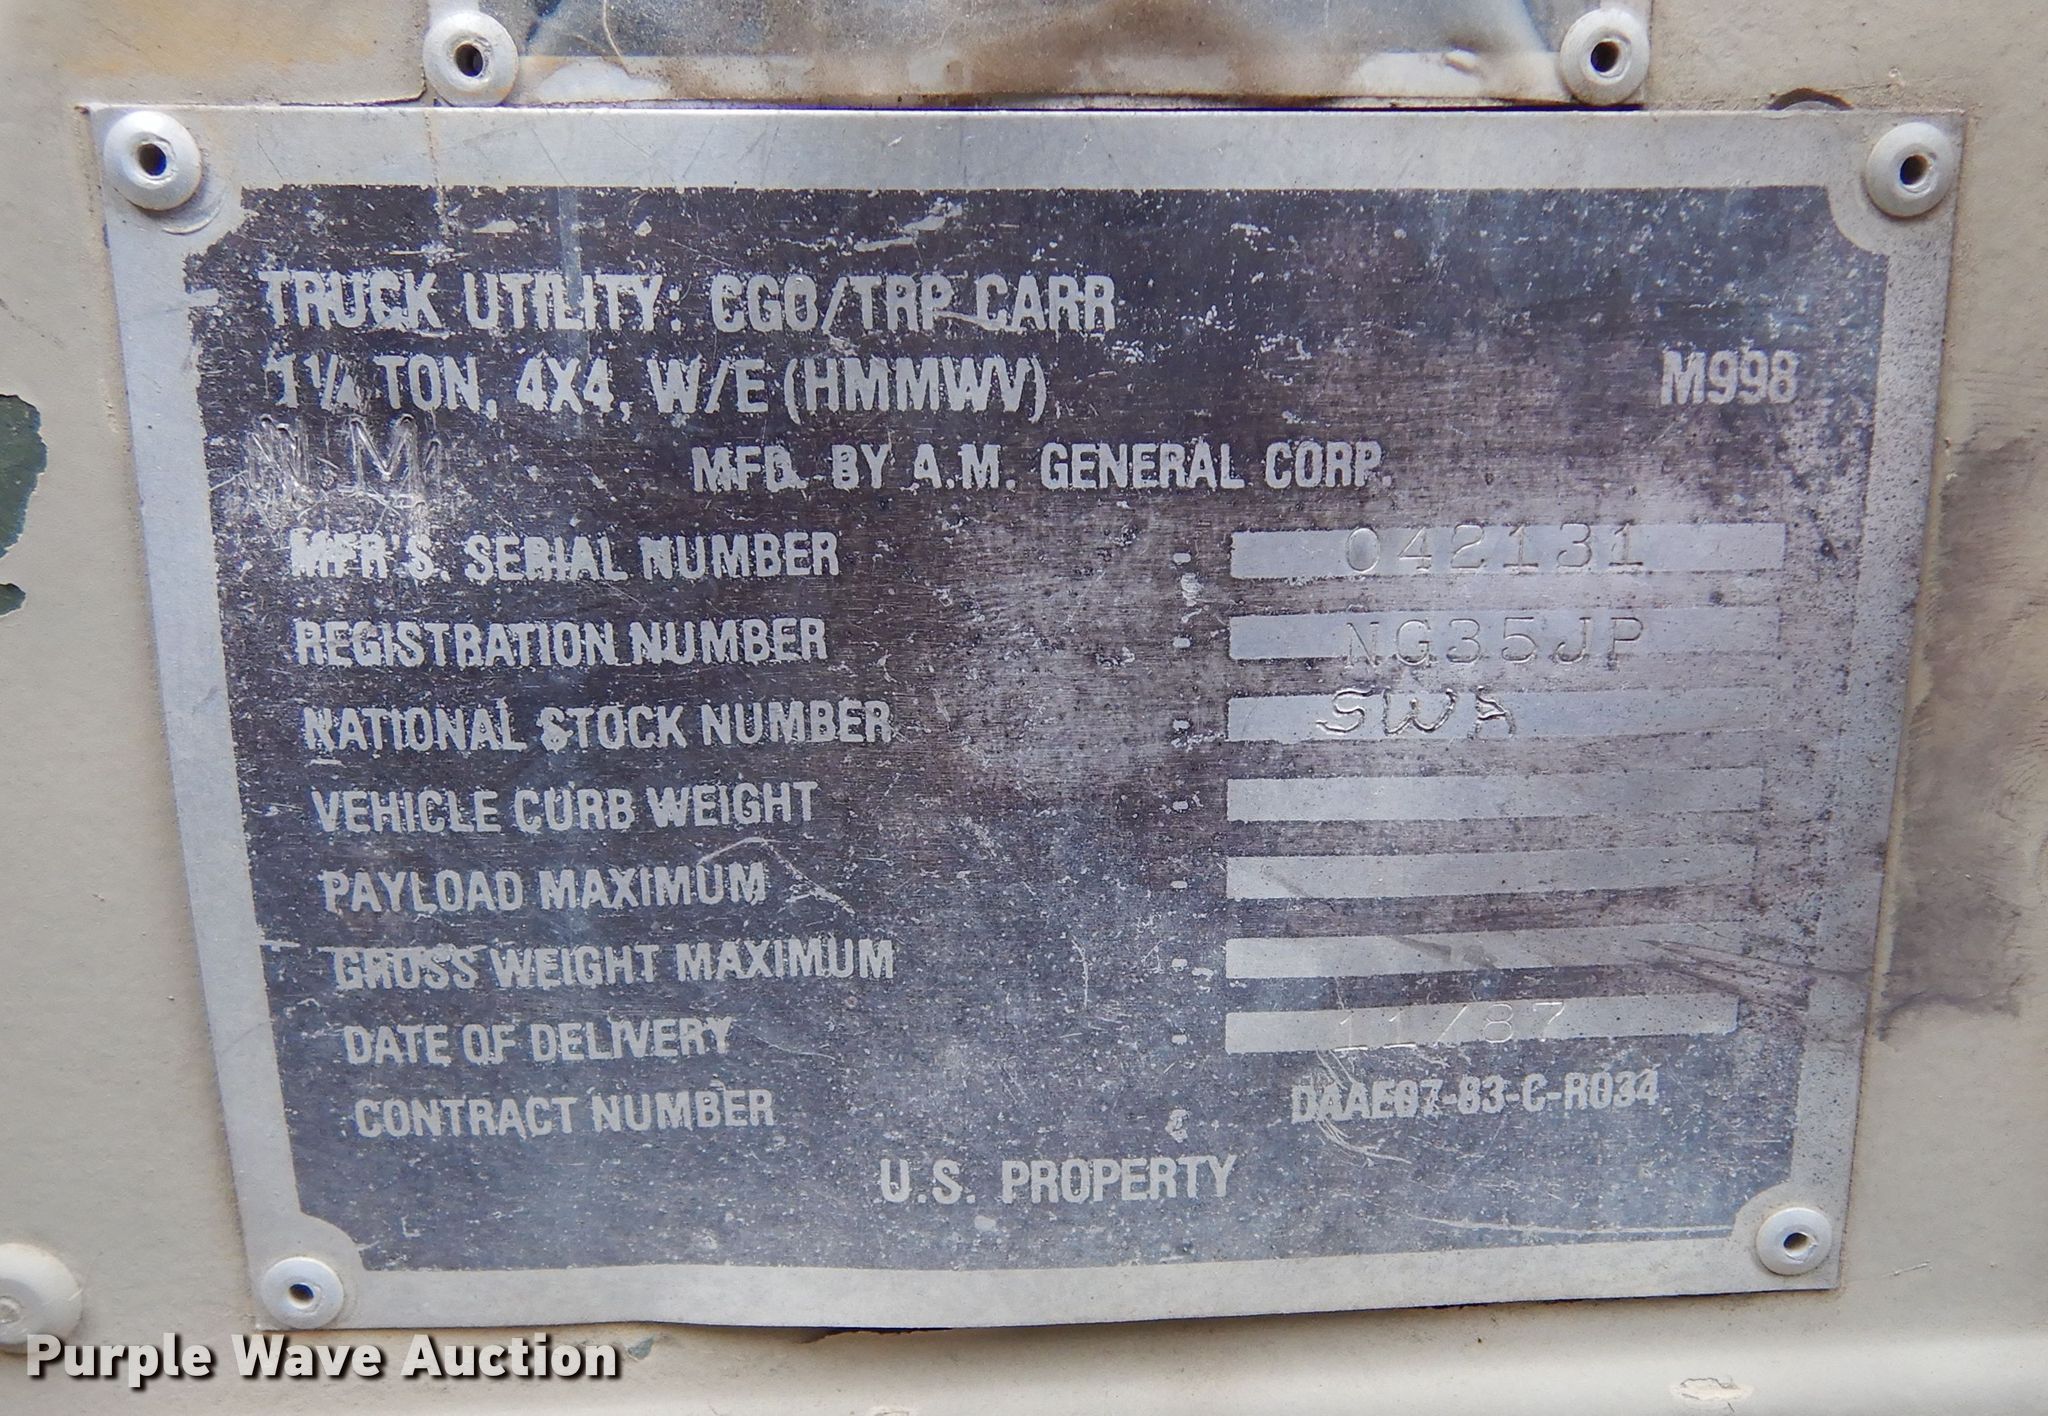 TRUCK UTILITY: CGO/TRP CARR
1¼ TON, 4X4, W/E (HMMWV) M998
N.M.
MFD. BY A.M. GENERAL CORP.
MFR'S. SERIAL NUMBER : 042131
REGISTRATION NUMBER NG35JP
NATIONAL STOCK NUMBER : SWA
VEHICLE CURB WEIGHT :
PAYLOAD MAXIMUM :
GROSS WEIGHT MAXIMUM :
DATE OF DELIVERY : 11/87
CONTRACT NUMBER : DAAE07-83-C-R034
U.S. PROPERTY
Purple Wave Auction